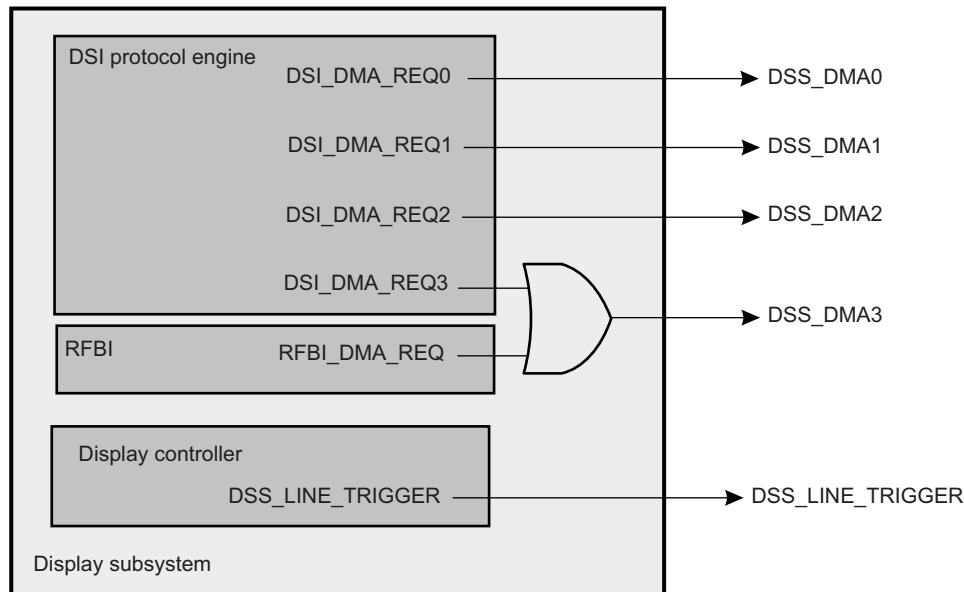 DSI protocol engine
DSI_DMA_REQ0
DSS_DMA0
DSI_DMA_REQ1
DSS_DMA1
DSI_DMA_REQ2
DSS_DMA2
DSI_DMA_REQ3
DSS_DMA3
RFBI
RFBI_DMA_REQ
Display controller
DSS_LINE_TRIGGER
DSS_LINE_TRIGGER
Display subsystem